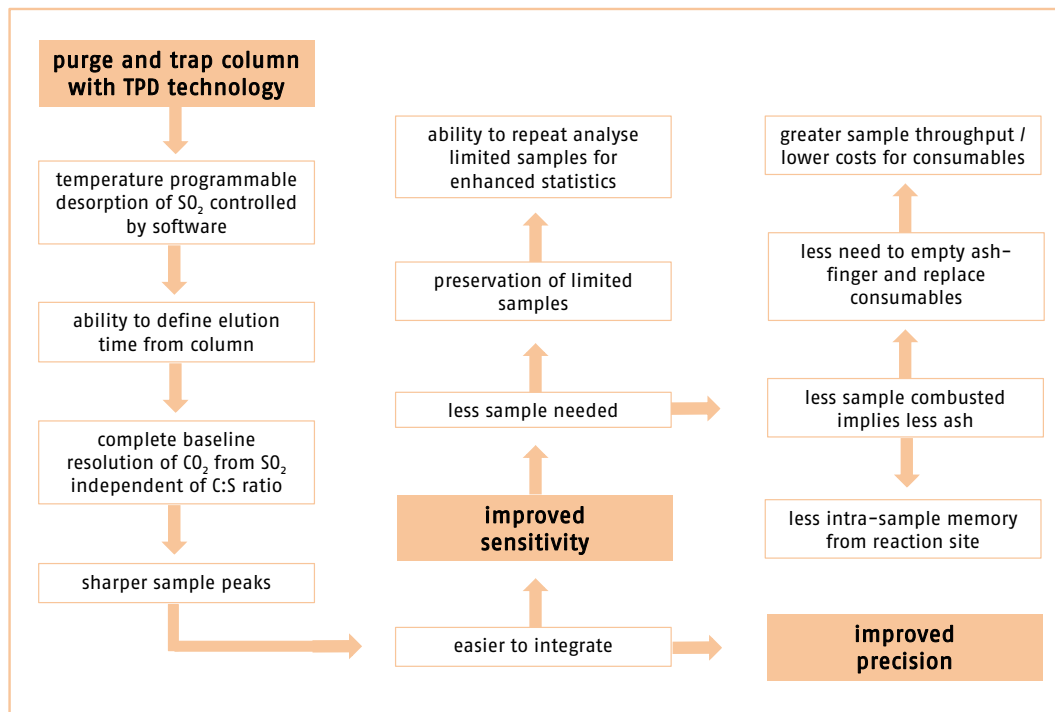 purge and trap column
with TPD technology
temperature programmable
desorption of SO₂ controlled
by software
ability to define elution
time from column
complete baseline
resolution of CO₂ from SO₂
independent of C:S ratio
sharper sample peaks
ability to repeat analyse
limited samples for
enhanced statistics
preservation of limited
samples
less sample needed
improved
sensitivity
easier to integrate
greater sample throughput /
lower costs for consumables
less need to empty ash-
finger and replace
consumables
less sample combusted
implies less ash
less intra-sample memory
from reaction site
improved
precision